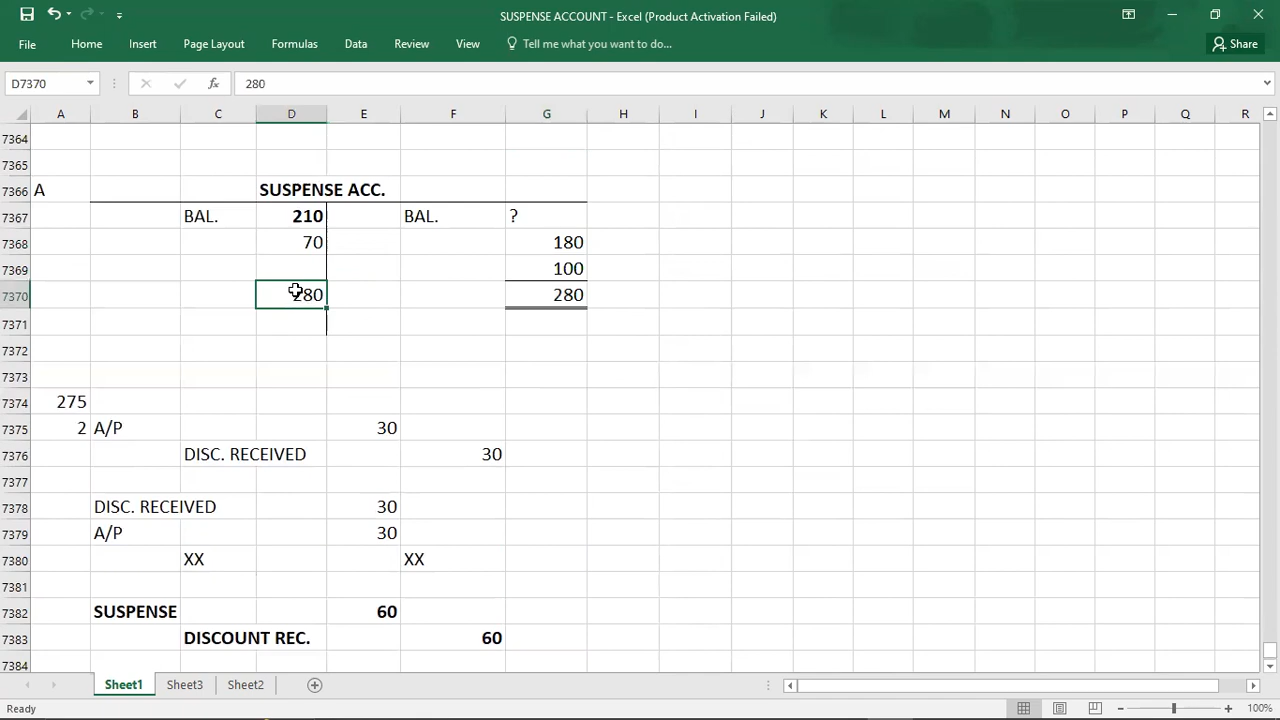 SUSPENSE ACCOUNT - Excel (Product Activation Failed)
File Home Insert Page Layout Formulas Data Review View Tell me what you want to do... Share
D7370 fx 280
A B C D E F G H I J K L M N O P Q R
7364
7365
7366 A SUSPENSE ACC.
7367 BAL. 210 BAL. ?
7368 70 180
7369 100
7370 280 280
7371
7372
7373
7374 275
7375 2 A/P 30
7376 DISC. RECEIVED 30
7377
7378 DISC. RECEIVED 30
7379 A/P 30
7380 XX XX
7381
7382 SUSPENSE 60
7383 DISCOUNT REC. 60
7384
Sheet1 Sheet3 Sheet2
Ready 100%